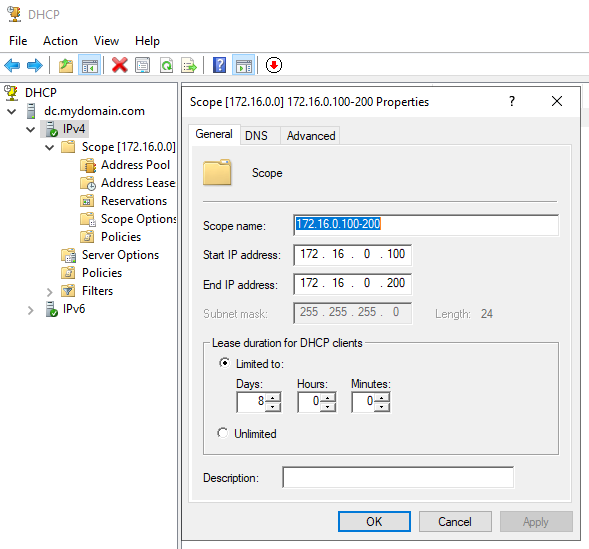 DHCP
File Action View Help
DHCP
dc.mydomain.com
IPv4
Scope [172.16.0.0]
Address Pool
Address Lease
Reservations
Scope Options
Policies
Server Options
Policies
Filters
IPv6
Scope [172.16.0.0] 172.16.0.100-200 Properties
General DNS Advanced
Scope
Scope name: 172.16.0.100-200
Start IP address: 172 . 16 . 0 . 100
End IP address: 172 . 16 . 0 . 200
Subnet mask: 255 . 255 . 255 . 0 Length: 24
Lease duration for DHCP clients
Limited to:
Days: Hours: Minutes:
8 0 0
Unlimited
Description:
OK Cancel Apply